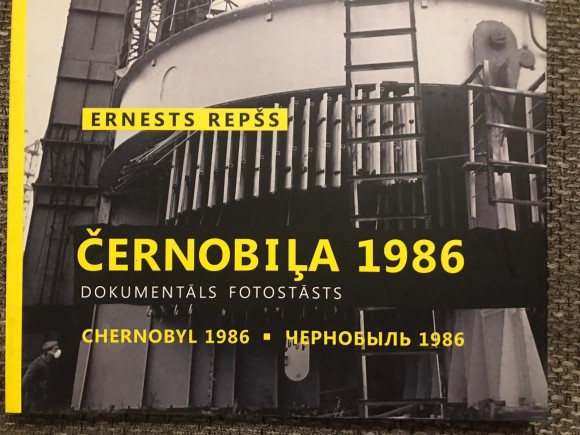 ERNESTS REPŠS
ČERNOBIĻA 1986
DOKUMENTĀLS FOTOSTĀSTS
CHERNOBYL 1986 ▪ ЧЕРНОБЫЛЬ 1986